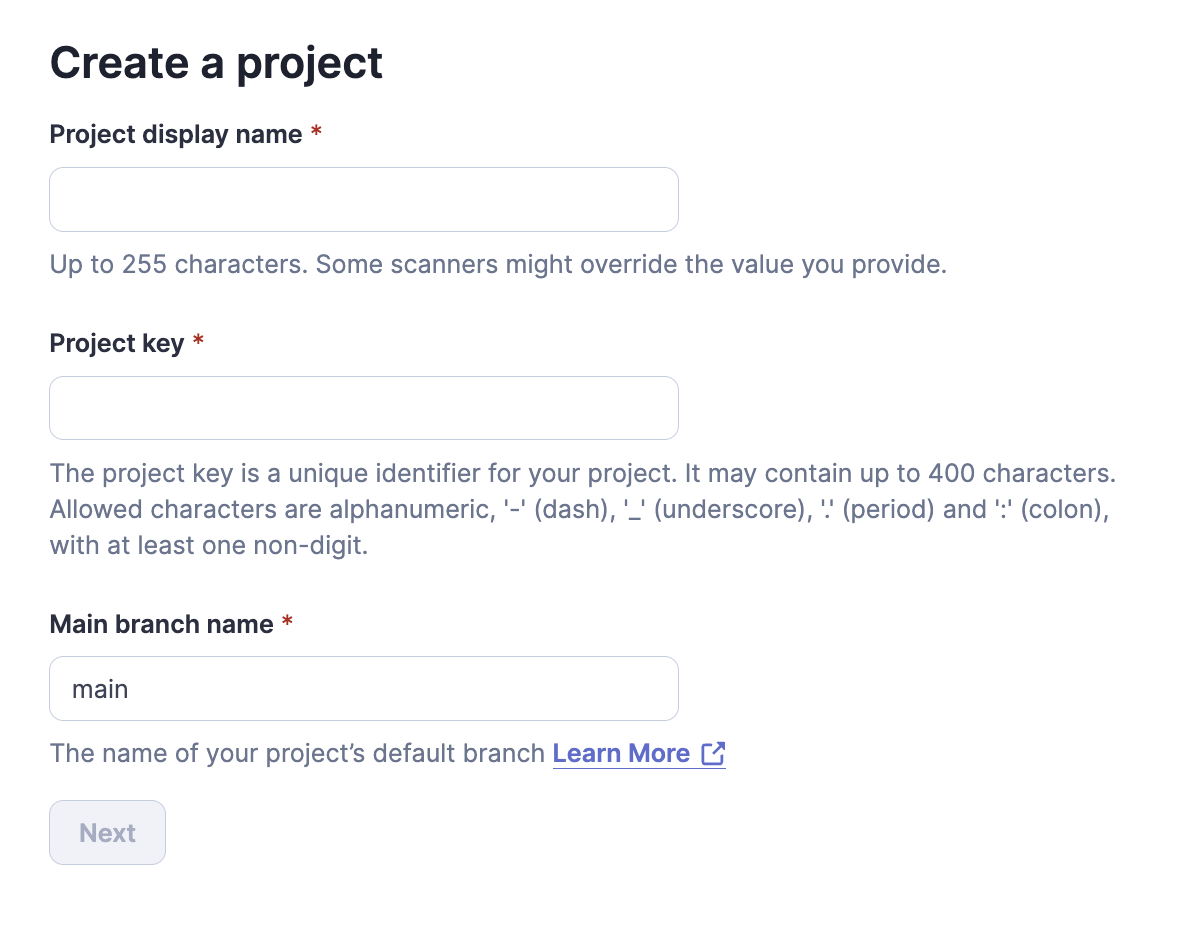 Create a project
Project display name *
Up to 255 characters. Some scanners might override the value you provide.
Project key *
The project key is a unique identifier for your project. It may contain up to 400 characters.
Allowed characters are alphanumeric, '-' (dash), '_' (underscore), '.' (period) and ':' (colon),
with at least one non-digit.
Main branch name *
main
The name of your project’s default branch Learn More
Next